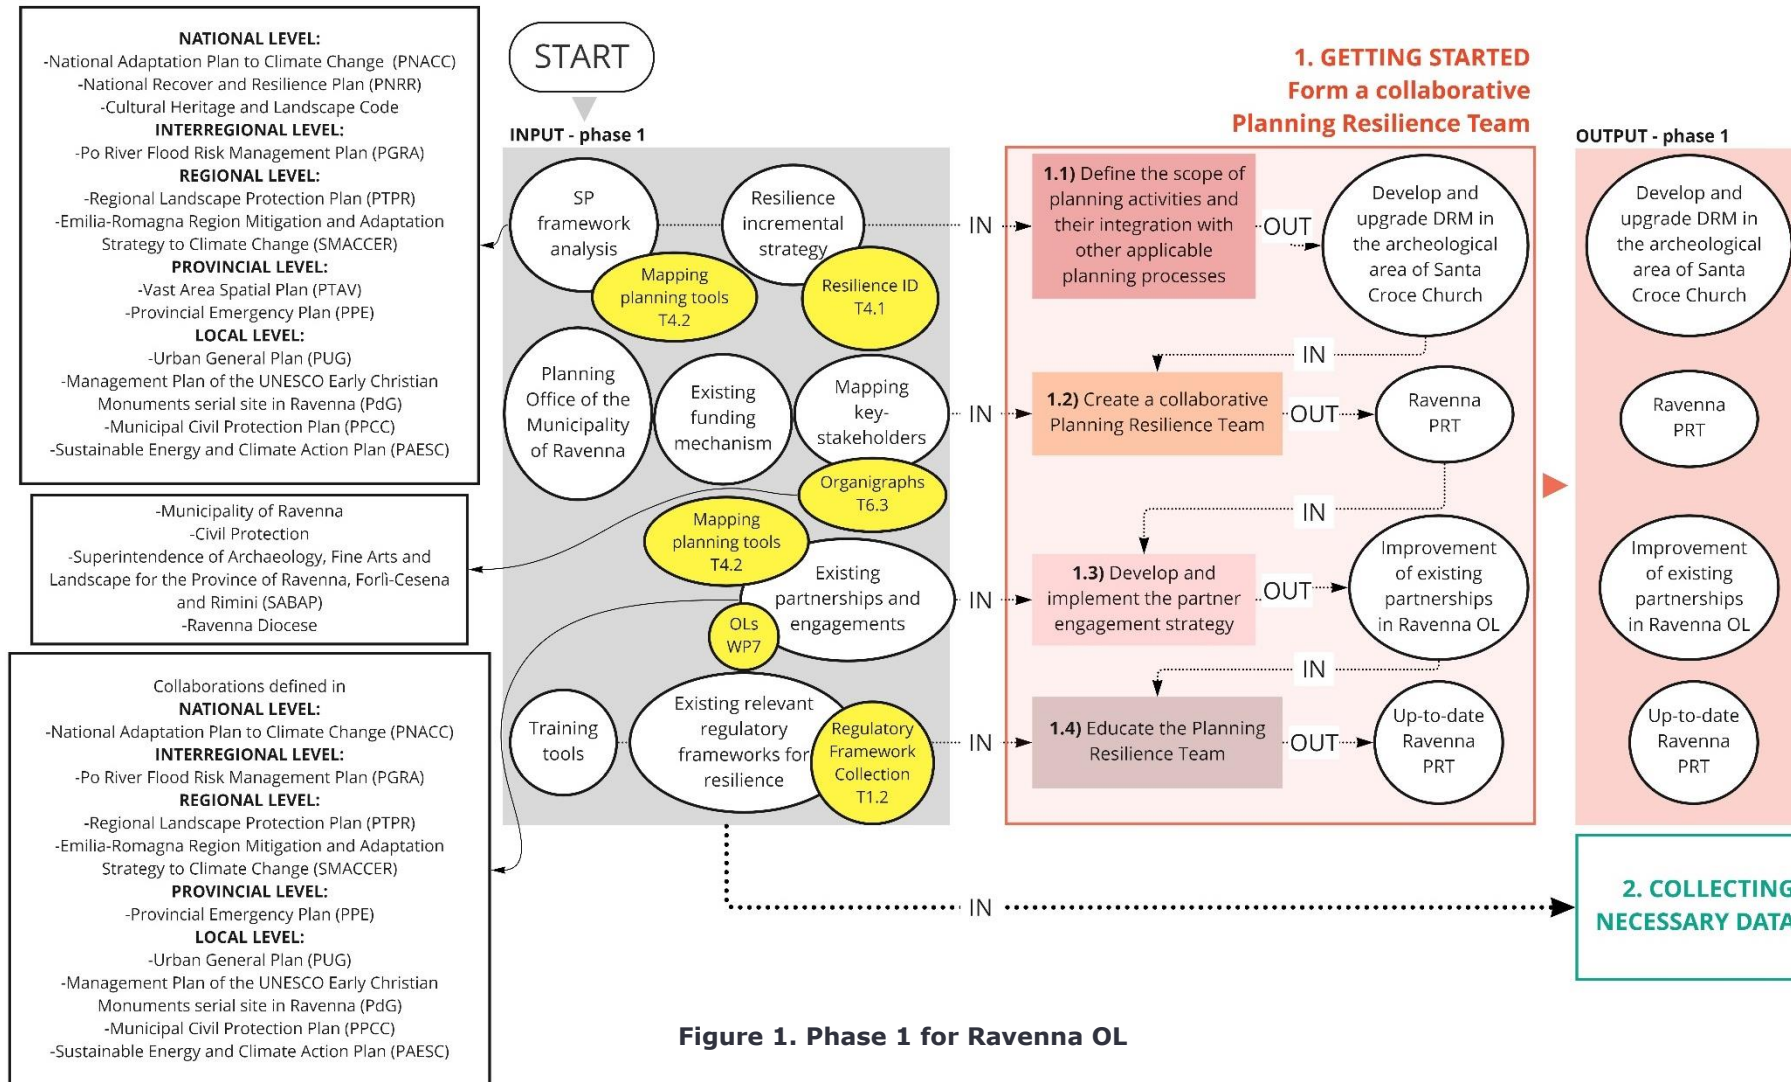 NATIONAL LEVEL:
-National Adaptation Plan to Climate Change (PNACC)
-National Recover and Resilience Plan (PNRR)
-Cultural Heritage and Landscape Code
INTERREGIONAL LEVEL:
-Po River Flood Risk Management Plan (PGRA)
REGIONAL LEVEL:
-Regional Landscape Protection Plan (PTPR)
-Emilia-Romagna Region Mitigation and Adaptation
Strategy to Climate Change (SMACCER)
PROVINCIAL LEVEL:
-Vast Area Spatial Plan (PTAV)
-Provincial Emergency Plan (PPE)
LOCAL LEVEL:
-Urban General Plan (PUG)
-Management Plan of the UNESCO Early Christian
Monuments serial site in Ravenna (PdG)
-Municipal Civil Protection Plan (PPCC)
-Sustainable Energy and Climate Action Plan (PAESC)
-Municipality of Ravenna
-Civil Protection
-Superintendence of Archaeology, Fine Arts and
Landscape for the Province of Ravenna, Forlì-Cesena
and Rimini (SABAP)
-Ravenna Diocese
Collaborations defined in
NATIONAL LEVEL:
-National Adaptation Plan to Climate Change (PNACC)
INTERREGIONAL LEVEL:
-Po River Flood Risk Management Plan (PGRA)
REGIONAL LEVEL:
-Regional Landscape Protection Plan (PTPR)
-Emilia-Romagna Region Mitigation and Adaptation
Strategy to Climate Change (SMACCER)
PROVINCIAL LEVEL:
-Provincial Emergency Plan (PPE)
LOCAL LEVEL:
-Urban General Plan (PUG)
-Management Plan of the UNESCO Early Christian
Monuments serial site in Ravenna (PdG)
-Municipal Civil Protection Plan (PPCC)
-Sustainable Energy and Climate Action Plan (PAESC)
START
INPUT - phase 1
SP
framework
analysis
Mapping
planning tools
T4.2
Resilience
incremental
strategy
Resilience ID
T4.1
Planning
Office of the
Municipality
of Ravenna
Existing
funding
mechanism
Mapping
key-
stakeholders
Organigraphs
T6.3
Mapping
planning tools
T4.2
Existing
partnerships and
engagements
OLs
WP7
Training
tools
Existing relevant
regulatory
frameworks for
resilience
Regulatory
Framework
Collection
T1.2
IN
IN
IN
IN
IN
1. GETTING STARTED
Form a collaborative
Planning Resilience Team
1.1) Define the scope of
planning activities and
their integration with
other applicable
planning processes
OUT
Develop and
upgrade DRM in
the archeological
area of Santa
Croce Church
IN
1.2) Create a collaborative
Planning Resilience Team
OUT
Ravenna
PRT
IN
1.3) Develop and
implement the partner
engagement strategy
OUT
Improvement
of existing
partnerships
in Ravenna OL
IN
1.4) Educate the Planning
Resilience Team
OUT
Up-to-date
Ravenna
PRT
OUTPUT - phase 1
Develop and
upgrade DRM in
the archeological
area of Santa
Croce Church
Ravenna
PRT
Improvement
of existing
partnerships
in Ravenna OL
Up-to-date
Ravenna
PRT
2. COLLECTING
NECESSARY DATA
Figure 1. Phase 1 for Ravenna OL